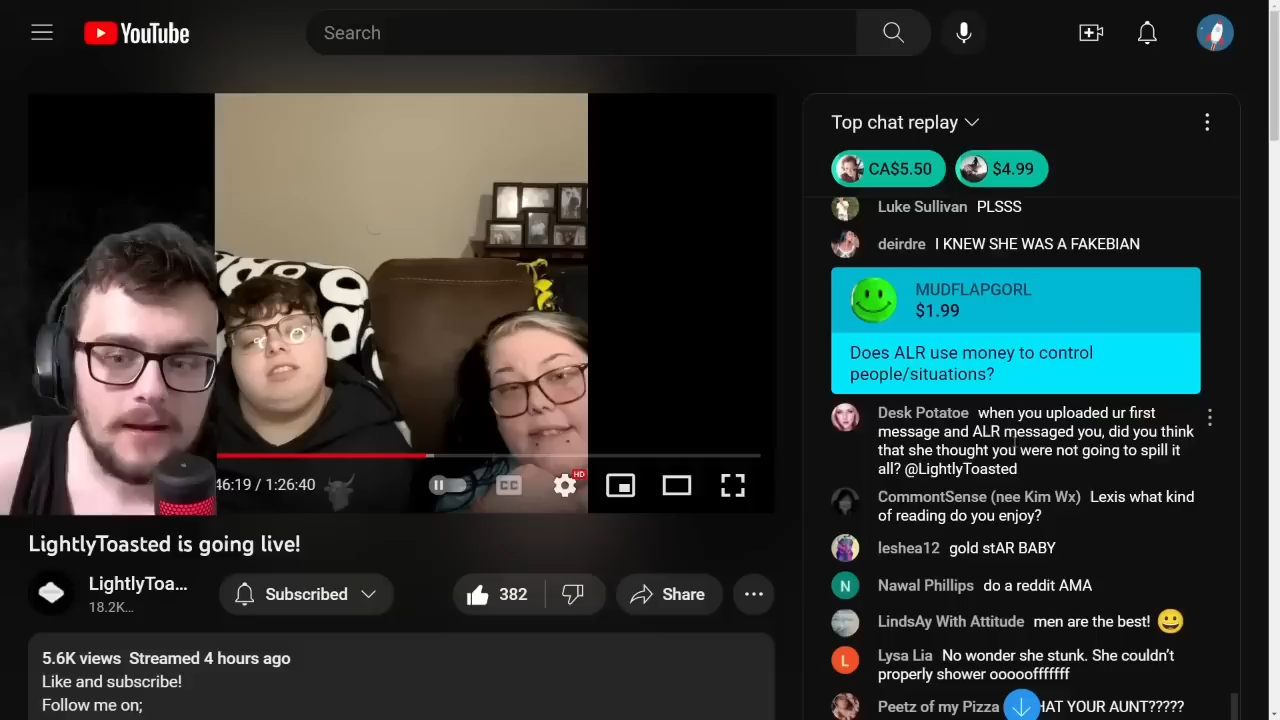 YouTube
Search
Top chat replay
CA$5.50
$4.99
Luke Sullivan PLSSS
deirdre I KNEW SHE WAS A FAKEBIAN
MUDFLAPGORL
$1.99
Does ALR use money to control
people/situations?
Desk Potatoe when you uploaded ur first
message and ALR messaged you, did you think
that she thought you were not going to spill it
all? @LightlyToasted
CommontSense (nee Kim Wx) Lexis what kind
of reading do you enjoy?
leshea12 gold stAR BABY
N
Nawal Phillips do a reddit AMA
LindsAy With Attitude men are the best!
L
Lysa Lia No wonder she stunk. She couldn't
properly shower ooooofffffff
Peetz of my Pizza HAT YOUR AUNT?????
46:19 / 1:26:40
CC
HD
LightlyToasted is going live!
LightlyToa...
18.2K...
Subscribed
382
Share
5.6K views Streamed 4 hours ago
Like and subscribe!
Follow me on;